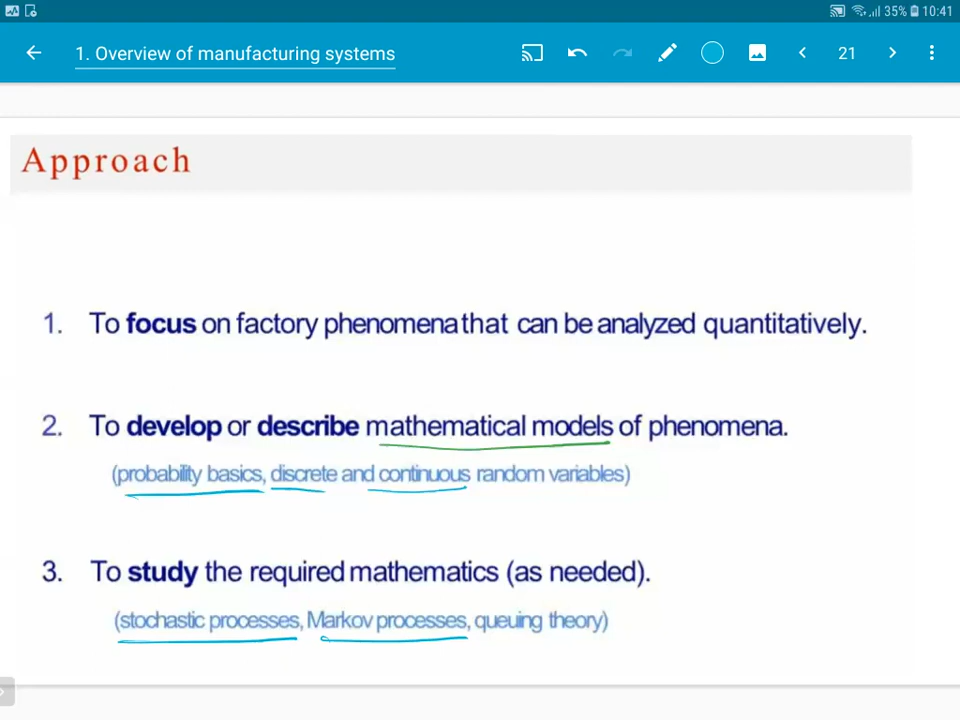 35% 10:41
1. Overview of manufacturing systems
21
Approach
1. To focus on factory phenomena that can be analyzed quantitatively.
2. To develop or describe mathematical models of phenomena.
(probability basics, discrete and continuous random variables)
3. To study the required mathematics (as needed).
(stochastic processes, Markov processes, queuing theory)